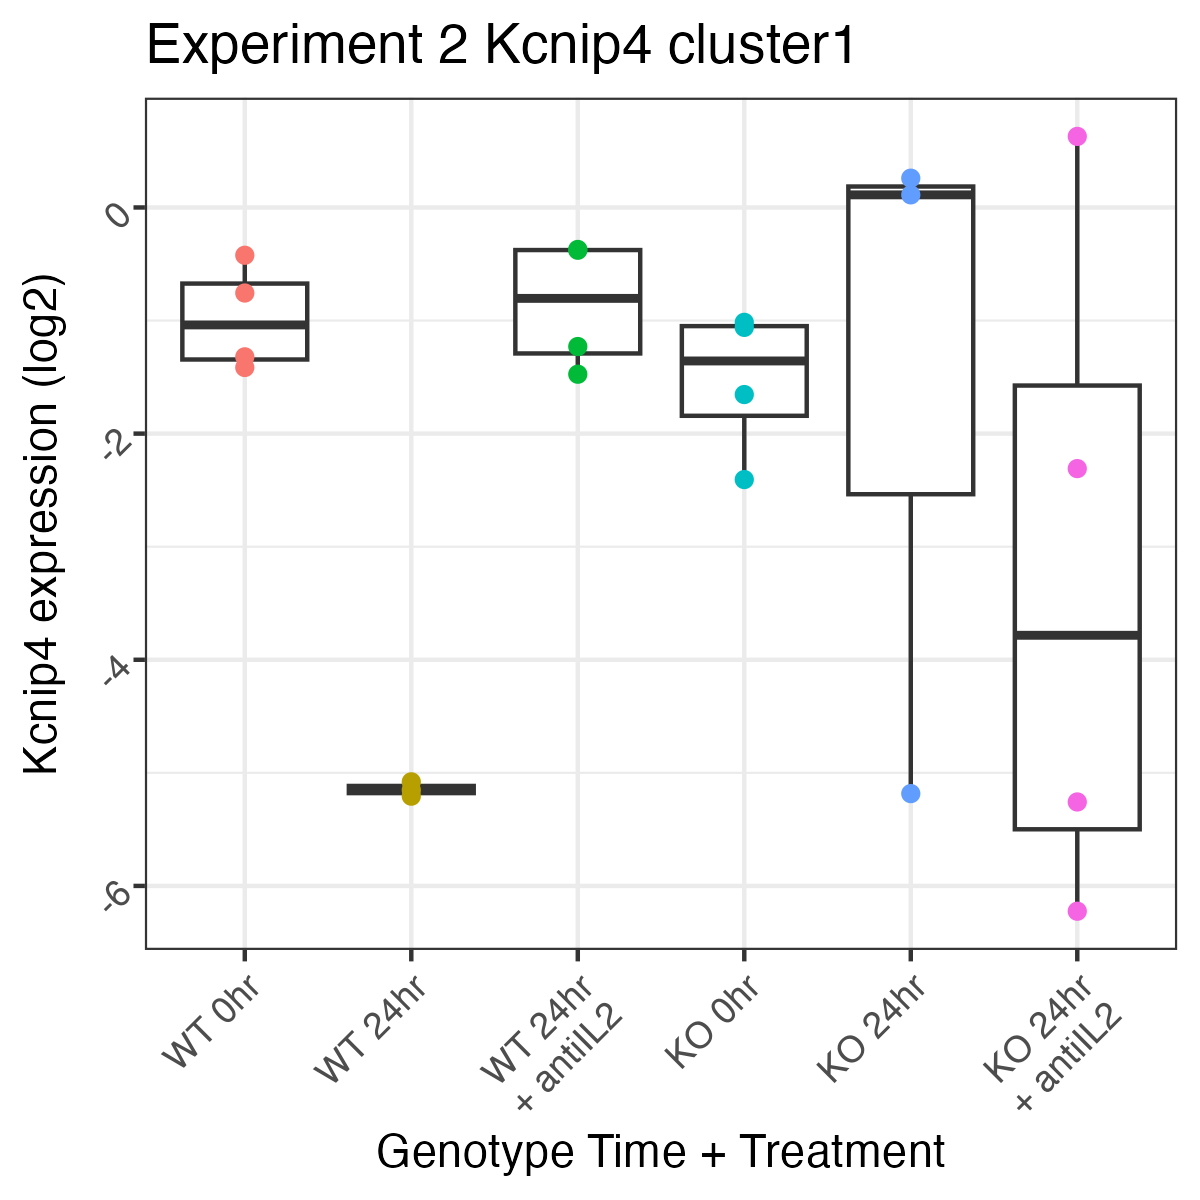 Experiment 2 Kcnip4 cluster1
Kcnip4 expression (log2)
0
-2
-4
-6
WT 0hr
WT 24hr
WT 24hr
+ antiIL2
KO 0hr
KO 24hr
KO 24hr
+ antiIL2
Genotype Time + Treatment